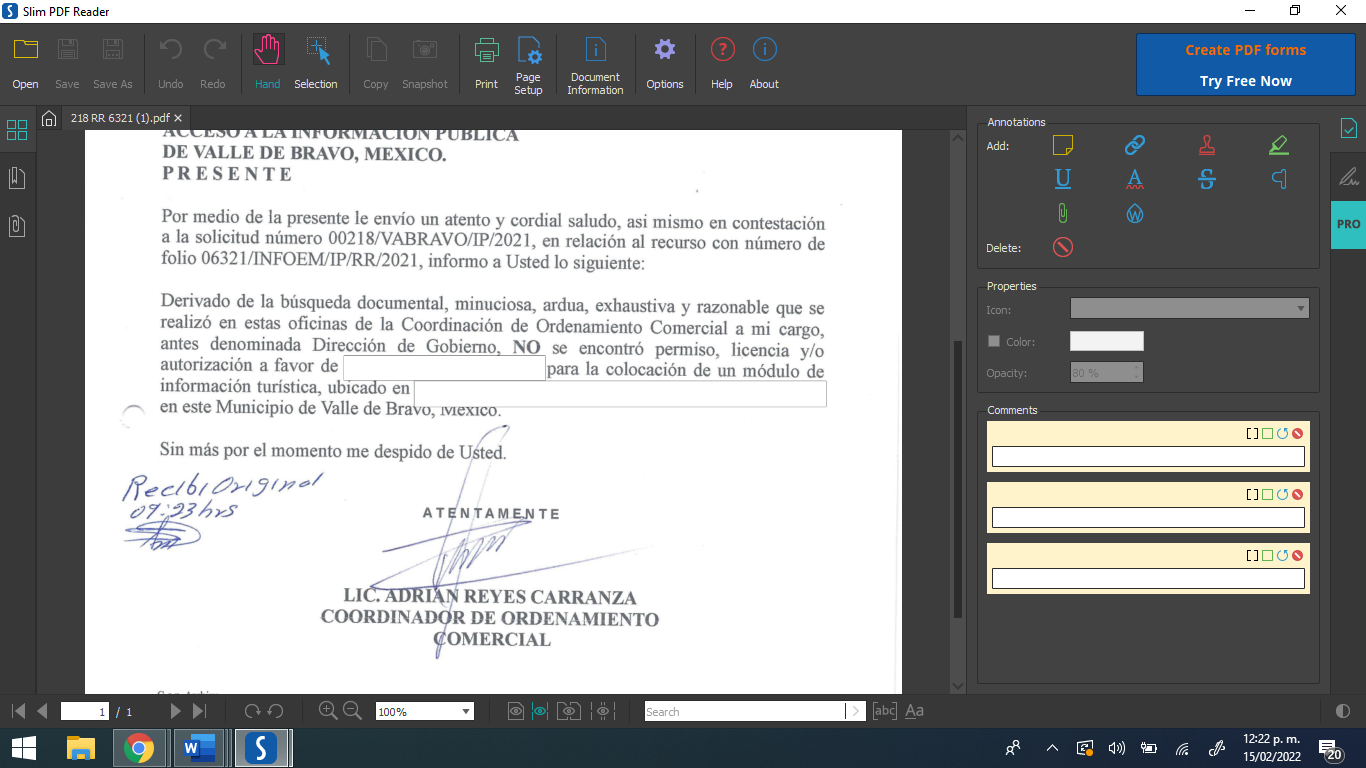 Slim PDF Reader
Open Save Save As Undo Redo Hand Selection Copy Snapshot Print Page Setup Document Information Options Help About
Create PDF forms
Try Free Now
218 RR 6321 (1).pdf
ACCESO A LA INFORMACIÓN PÚBLICA
DE VALLE DE BRAVO, MEXICO.
P R E S E N T E
Por medio de la presente le envío un atento y cordial saludo, asi mismo en contestación
a la solicitud número 00218/VABRAVO/IP/2021, en relación al recurso con número de
folio 06321/INFOEM/IP/RR/2021, informo a Usted lo siguiente:
Derivado de la búsqueda documental, minuciosa, ardua, exhaustiva y razonable que se
realizó en estas oficinas de la Coordinación de Ordenamiento Comercial a mi cargo,
antes denominada Dirección de Gobierno, NO se encontró permiso, licencia y/o
autorización a favor de para la colocación de un módulo de
información turística, ubicado en
en este Municipio de Valle de Bravo, México.
Sin más por el momento me despido de Usted.
Recibi Original
09:23 hrs
ATENTAMENTE
LIC. ADRIAN REYES CARRANZA
COORDINADOR DE ORDENAMIENTO
COMERCIAL
Annotations
Add:
U A S
W
Delete:
PRO
Properties
Icon:
Color:
Opacity: 80 %
Comments
1 / 1 100% Search [abc] Aa
12:22 p. m.
15/02/2022
20